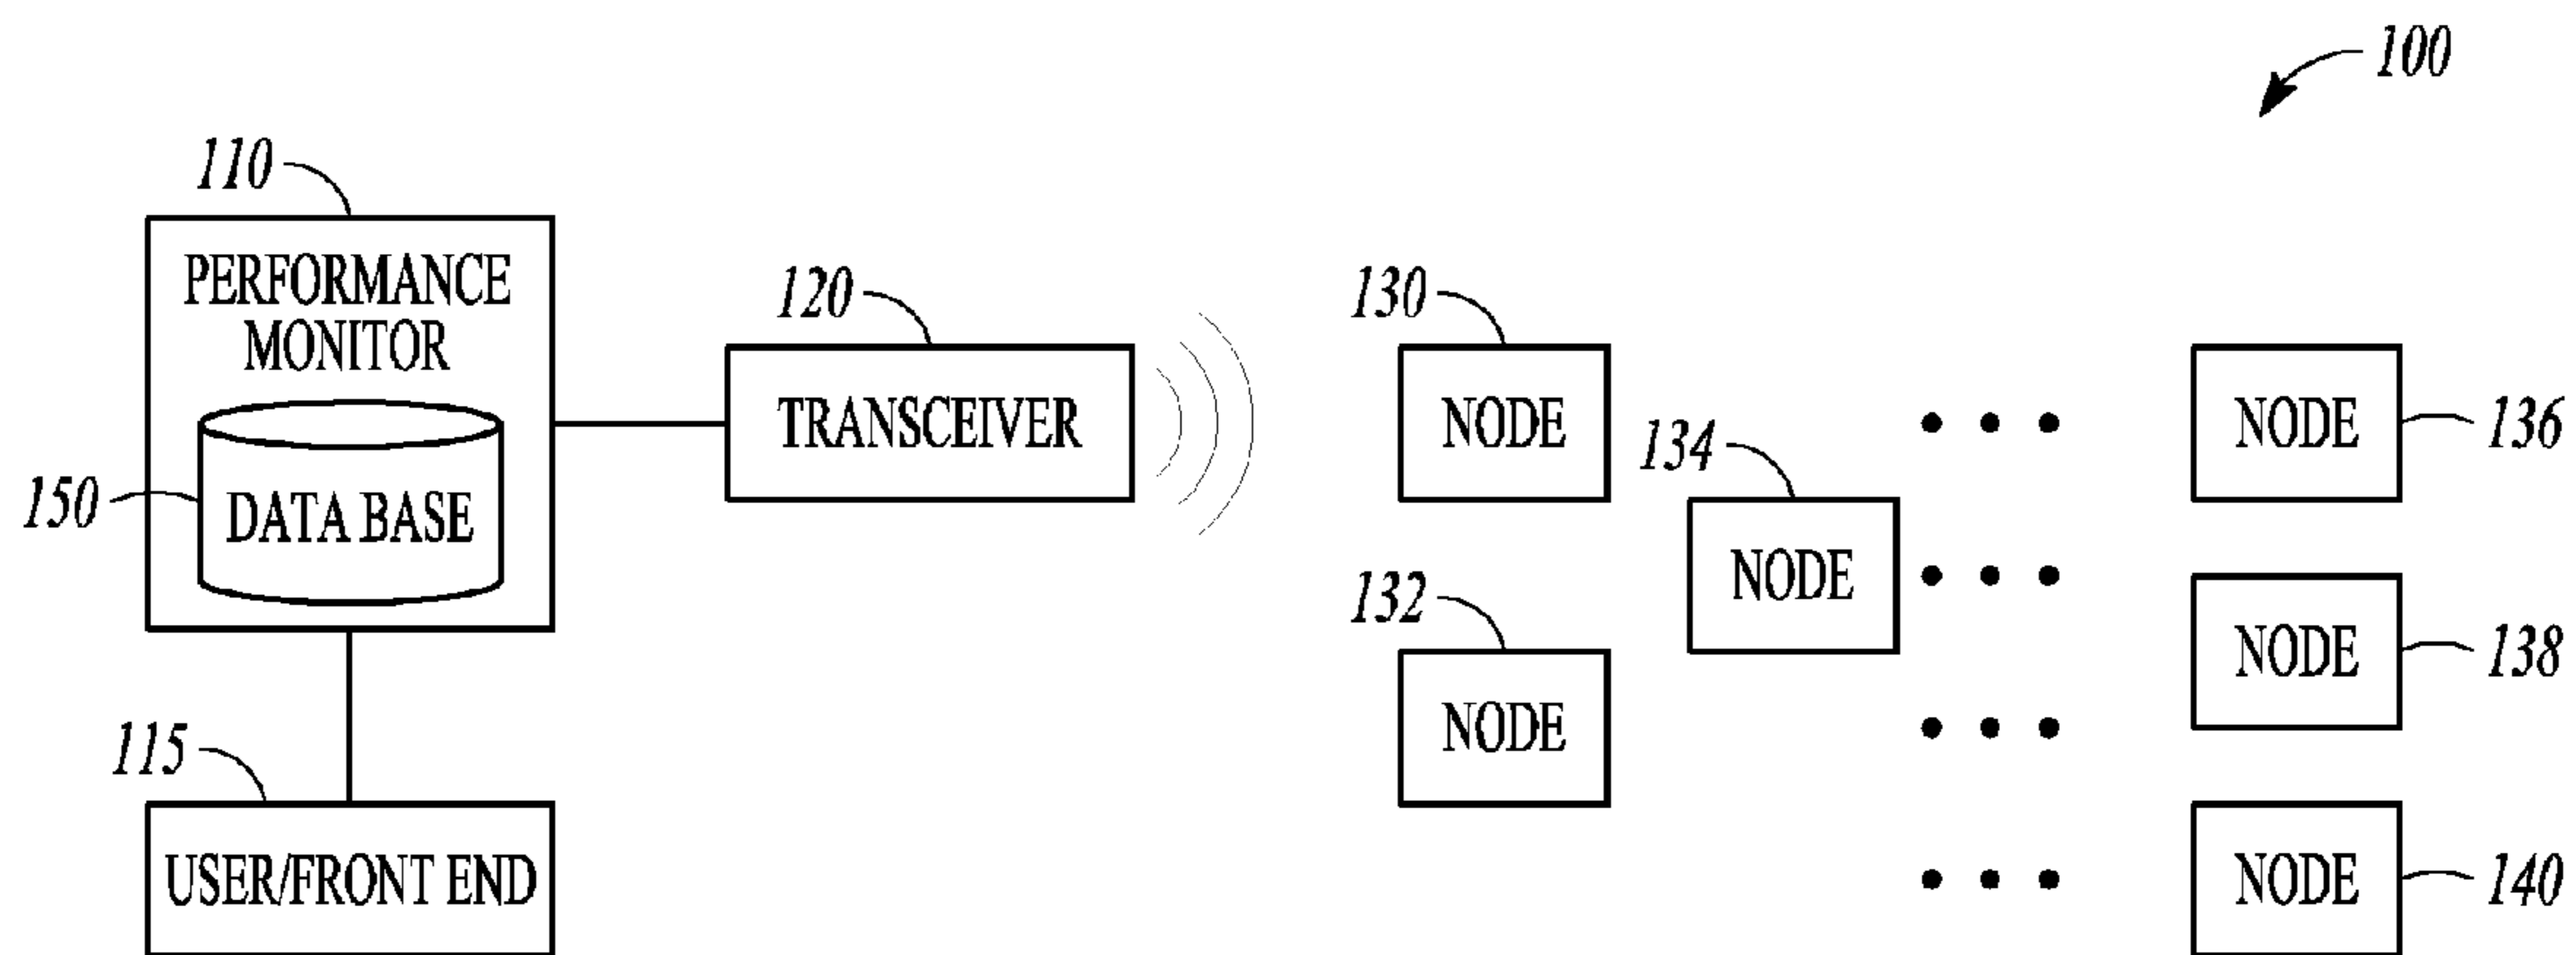 100
110
PERFORMANCE
MONITOR
120
130
TRANSCEIVER
NODE
NODE
136
134
150
DATA BASE
NODE
132
NODE
138
NODE
115
USER/FRONT END
NODE
140